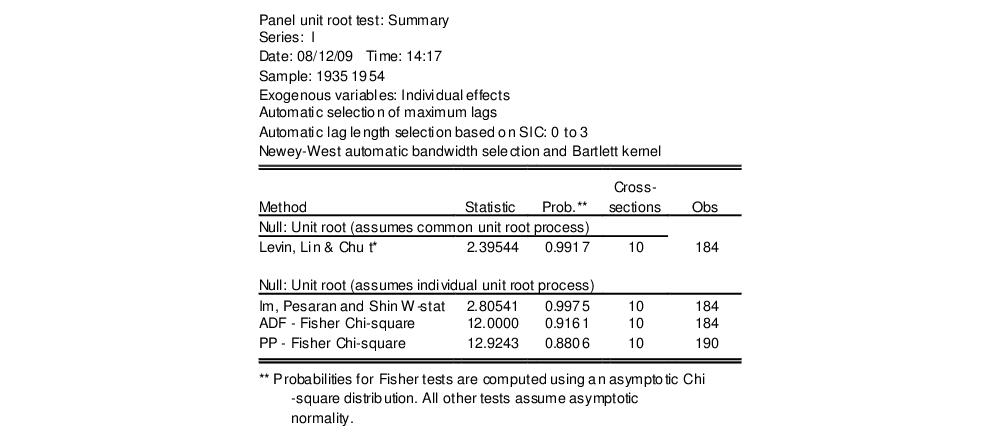 Panel unit root test: Summary
Series: I
Date: 08/12/09 Time: 14:17
Sample: 1935 1954
Exogenous variables: Individual effects
Automatic selection of maximum lags
Automatic lag length selection based on SIC: 0 to 3
Newey-West automatic bandwidth selection and Bartlett kernel
Cross-
Method Statistic Prob.** sections Obs
Null: Unit root (assumes common unit root process)
Levin, Lin & Chu t* 2.39544 0.9917 10 184
Null: Unit root (assumes individual unit root process)
Im, Pesaran and Shin W-stat 2.80541 0.9975 10 184
ADF - Fisher Chi-square 12.0000 0.9161 10 184
PP - Fisher Chi-square 12.9243 0.8806 10 190
** Probabilities for Fisher tests are computed using an asymptotic Chi
-square distribution. All other tests assume asymptotic
normality.